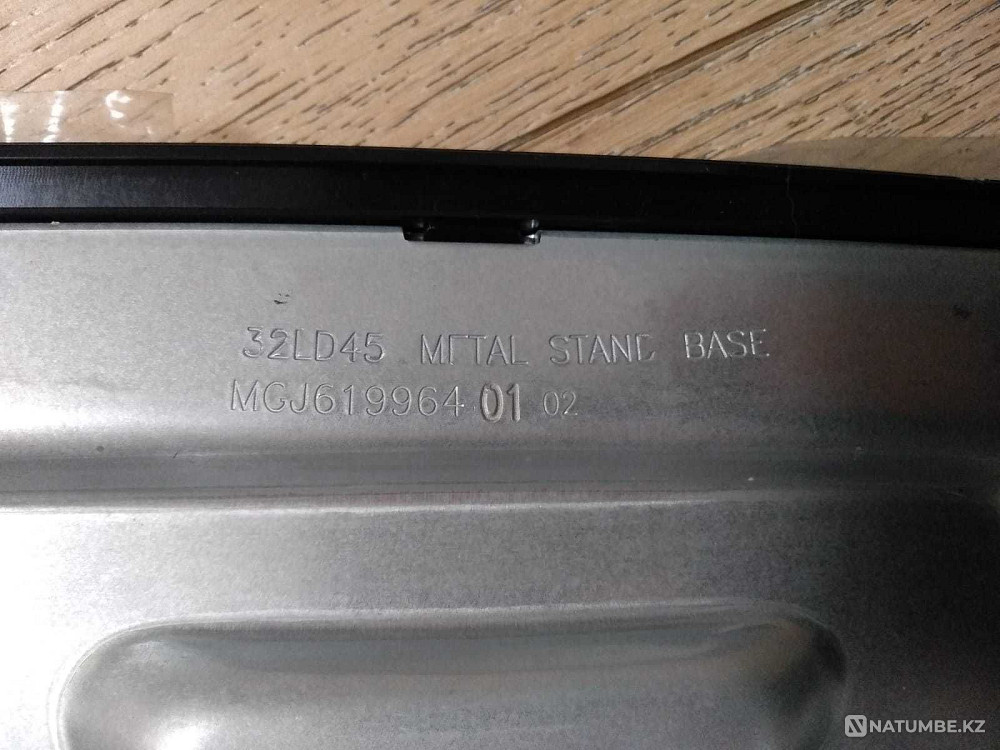 32LD45 METAL STAND BASE
MGJ619964 01 02
NATUMBE.KZ